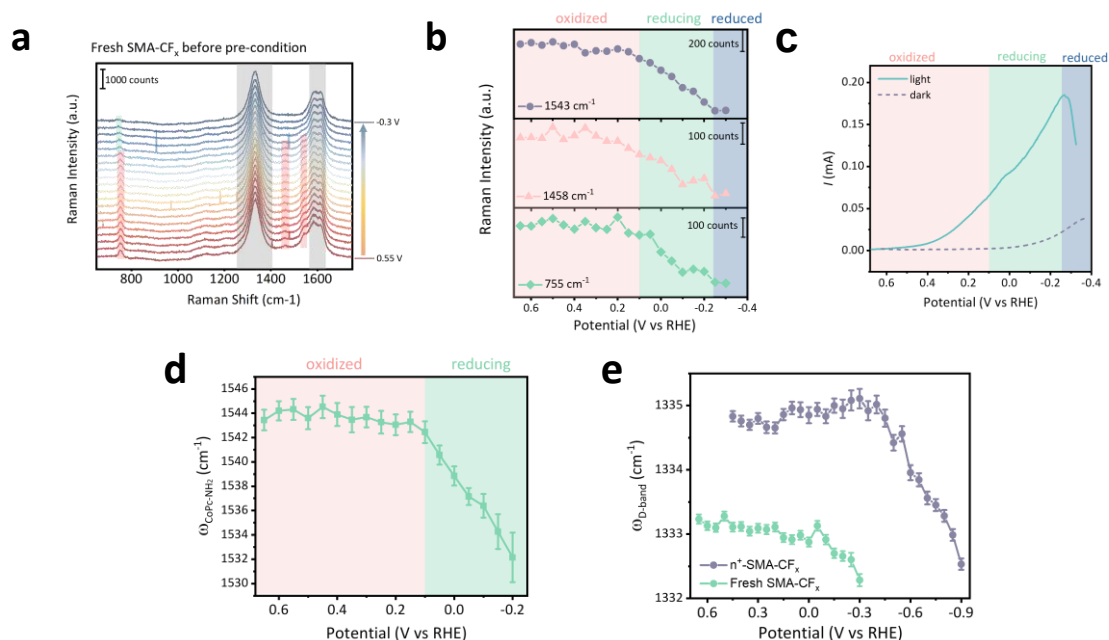 a
Fresh SMA-CFₓ before pre-condition
1000 counts
-0.3 V
0.55 V
Raman Intensity (a.u.)
800 1000 1200 1400 1600
Raman Shift (cm-1)
b
oxidized reducing reduced
200 counts
1543 cm⁻¹
100 counts
1458 cm⁻¹
100 counts
755 cm⁻¹
Raman Intensity (a.u.)
0.6 0.4 0.2 0.0 -0.2 -0.4
Potential (V vs RHE)
c
oxidized reducing reduced
light
dark
0.20
0.15
0.10
0.05
0.00
I (mA)
0.6 0.4 0.2 0.0 -0.2 -0.4
Potential (V vs RHE)
d
oxidized reducing
1546
1544
1542
1540
1538
1536
1534
1532
1530
ω_CoPc-NH₂ (cm⁻¹)
0.6 0.4 0.2 0.0 -0.2
Potential (V vs RHE)
e
1335
1334
1333
1332
ω_D-band (cm⁻¹)
n⁺-SMA-CFₓ
Fresh SMA-CFₓ
0.6 0.3 0.0 -0.3 -0.6 -0.9
Potential (V vs RHE)